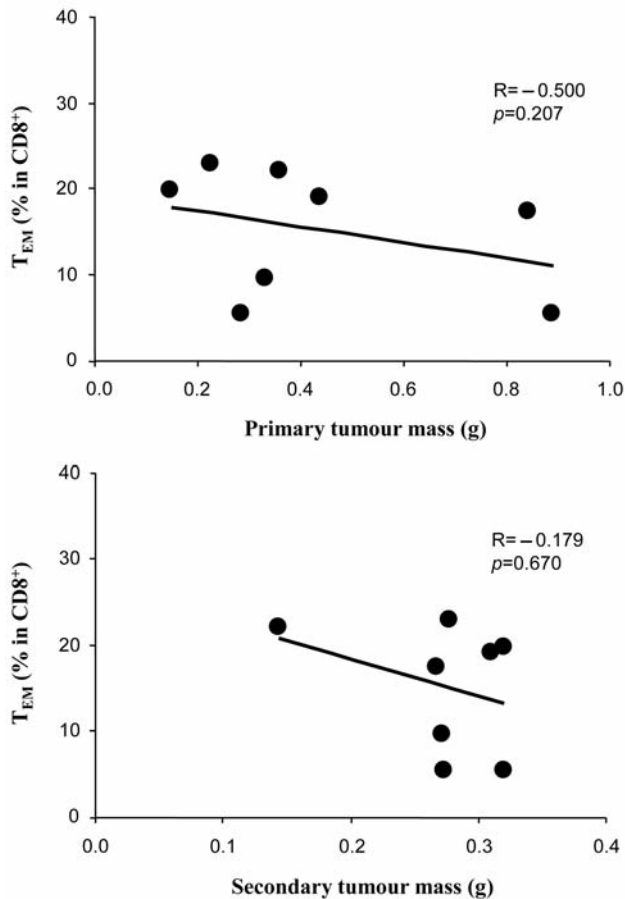 40
30
20
10
0
T_EM (% in CD8⁺)
R= −0.500
p=0.207
0.0 0.2 0.4 0.6 0.8 1.0
Primary tumour mass (g)
40
30
20
10
0
T_EM (% in CD8⁺)
R= −0.179
p=0.670
0.0 0.1 0.2 0.3 0.4
Secondary tumour mass (g)